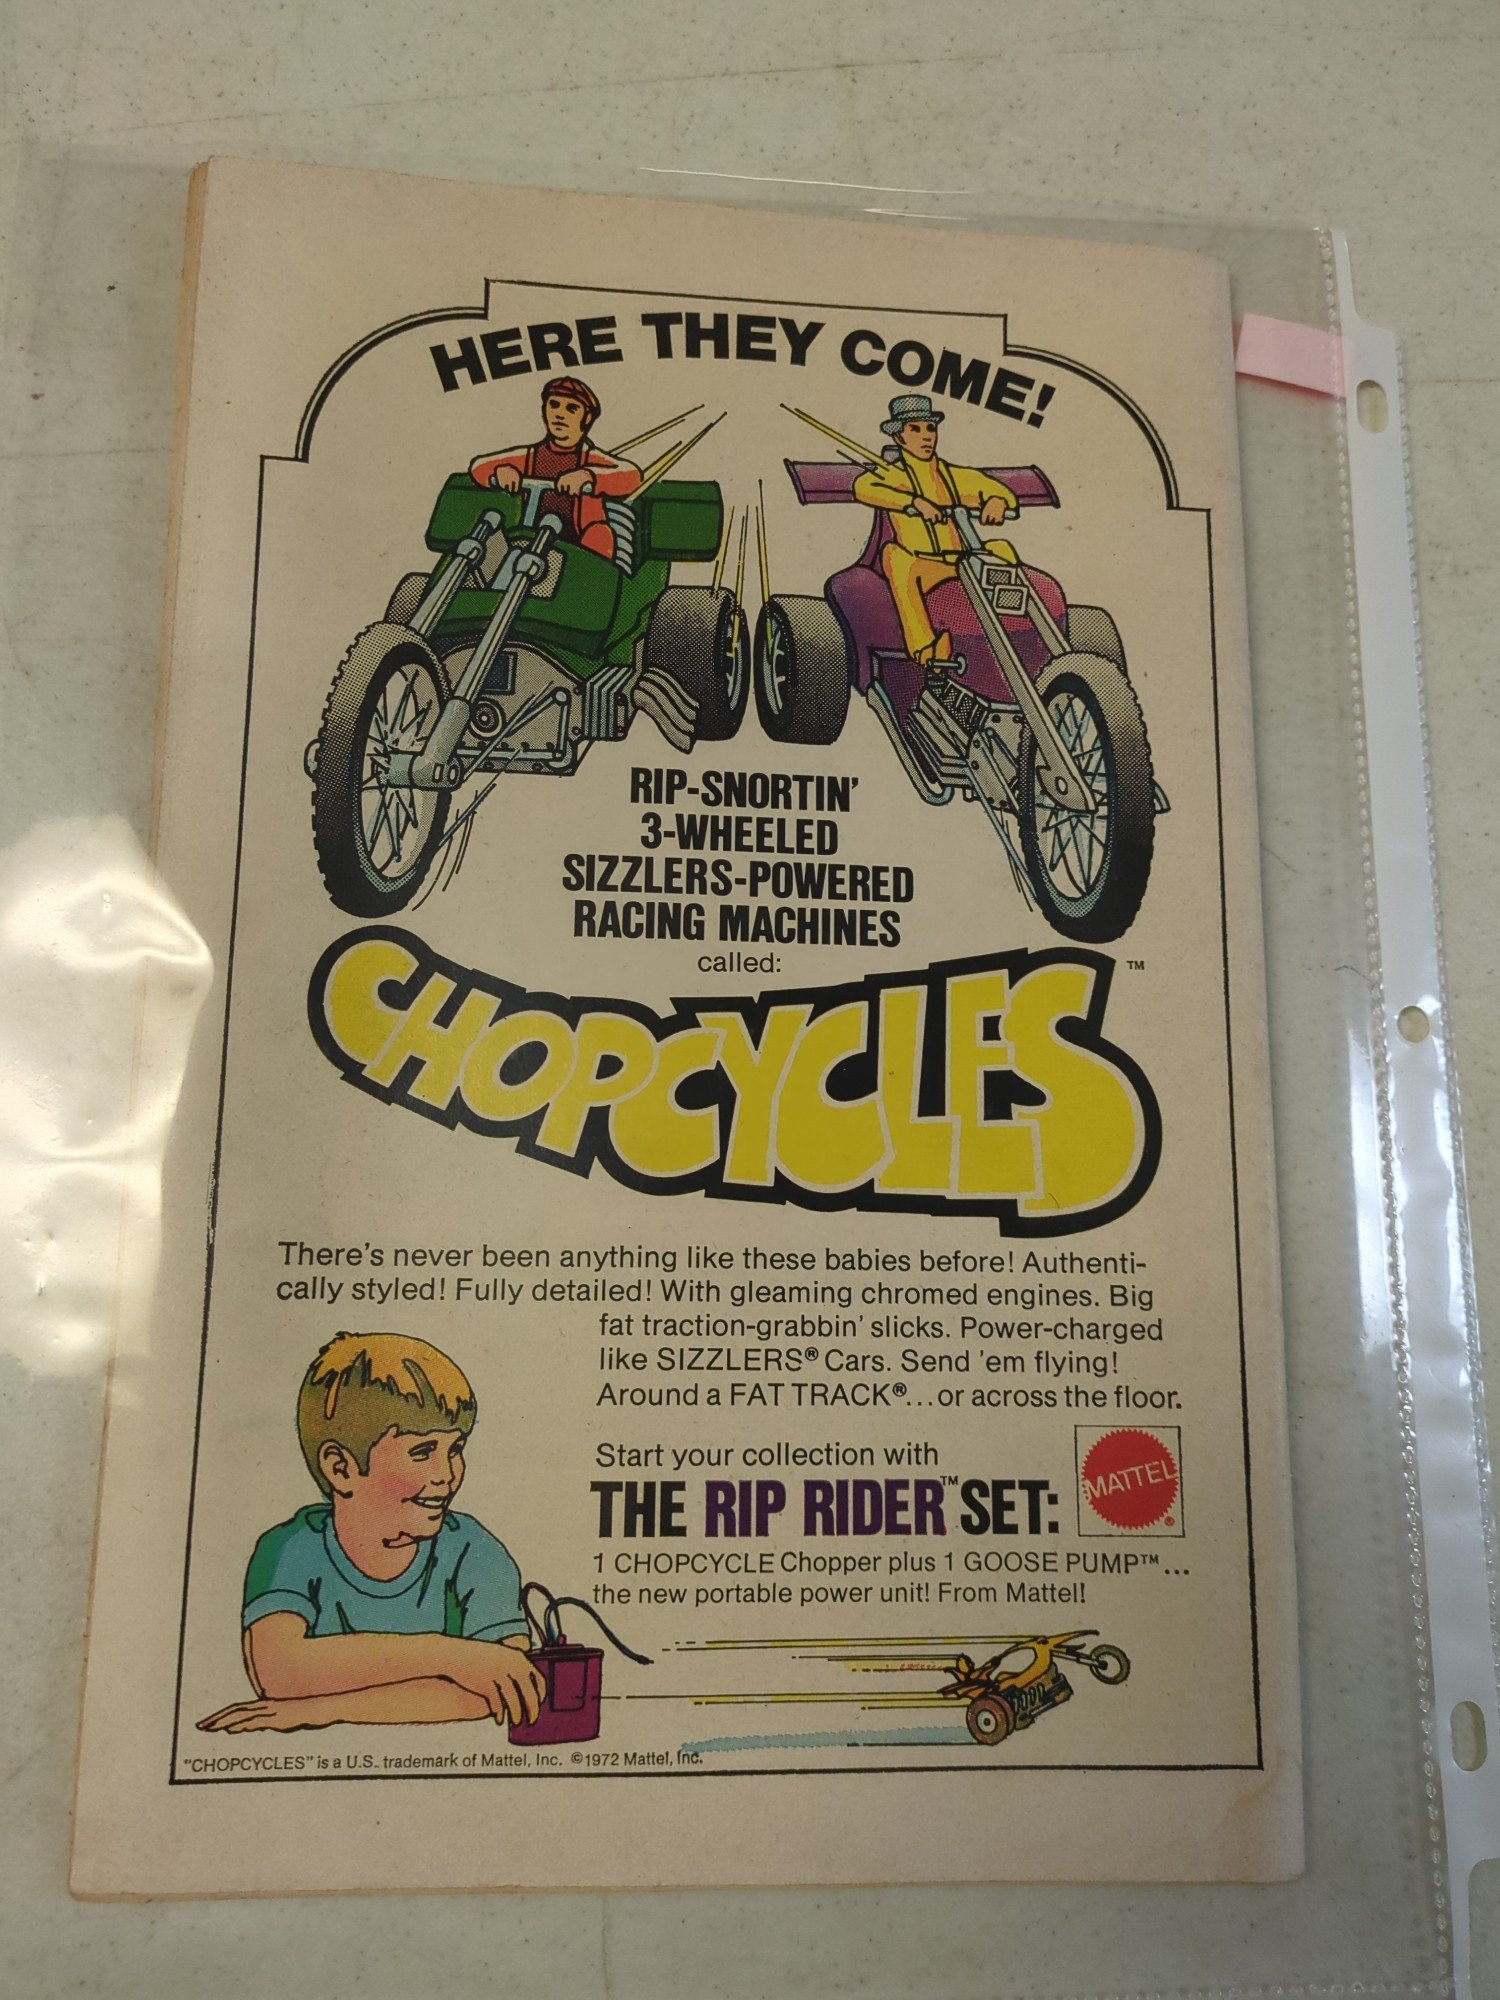 HERE THEY COME!
RIP-SNORTIN'
3-WHEELED
SIZZLERS-POWERED
RACING MACHINES
called:
CHOPCYCLES™
There's never been anything like these babies before! Authenti-
cally styled! Fully detailed! With gleaming chromed engines. Big
fat traction-grabbin' slicks. Power-charged
like SIZZLERS® Cars. Send 'em flying!
Around a FAT TRACK®...or across the floor.
Start your collection with
THE RIP RIDER™ SET:
MATTEL®
1 CHOPCYCLE Chopper plus 1 GOOSE PUMP™...
the new portable power unit! From Mattel!
"CHOPCYCLES" is a U.S. trademark of Mattel, Inc. ©1972 Mattel, Inc.